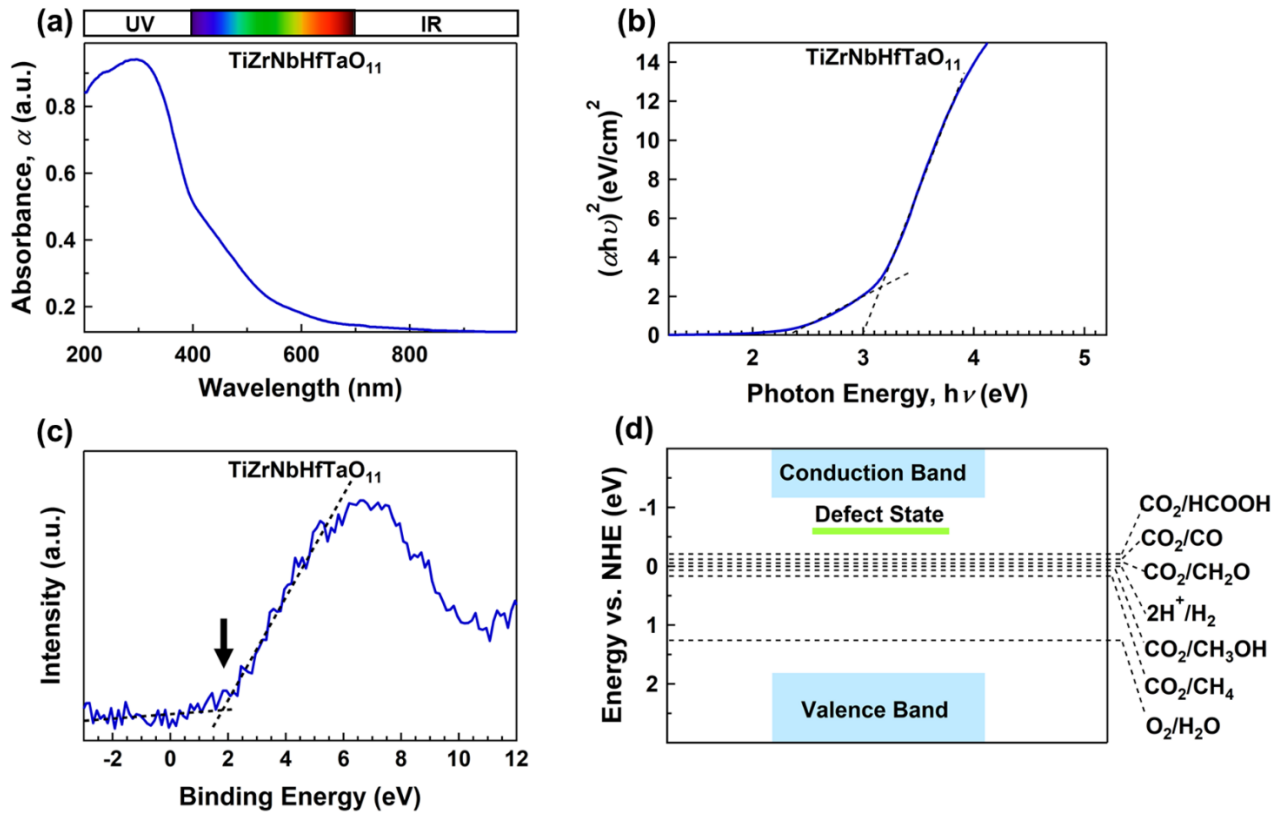 (a)
UV
IR
TiZrNbHfTaO₁₁
Absorbance, α (a.u.)
0.8
0.6
0.4
0.2
200
400
600
800
Wavelength (nm)
(b)
TiZrNbHfTaO₁₁
(αhυ)² (eV/cm)²
14
12
10
8
6
4
2
0
2
3
4
5
Photon Energy, hν (eV)
(c)
TiZrNbHfTaO₁₁
Intensity (a.u.)
-2
0
2
4
6
8
10
12
Binding Energy (eV)
(d)
Energy vs. NHE (eV)
-1
0
1
2
Conduction Band
Defect State
Valence Band
CO₂/HCOOH
CO₂/CO
CO₂/CH₂O
2H⁺/H₂
CO₂/CH₃OH
CO₂/CH₄
O₂/H₂O